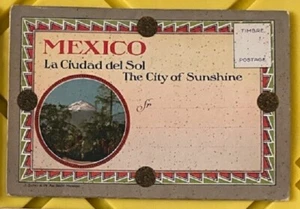 MEXICO
TIMBRE
POSTAGE
La Ciudad del Sol
The City of Sunshine